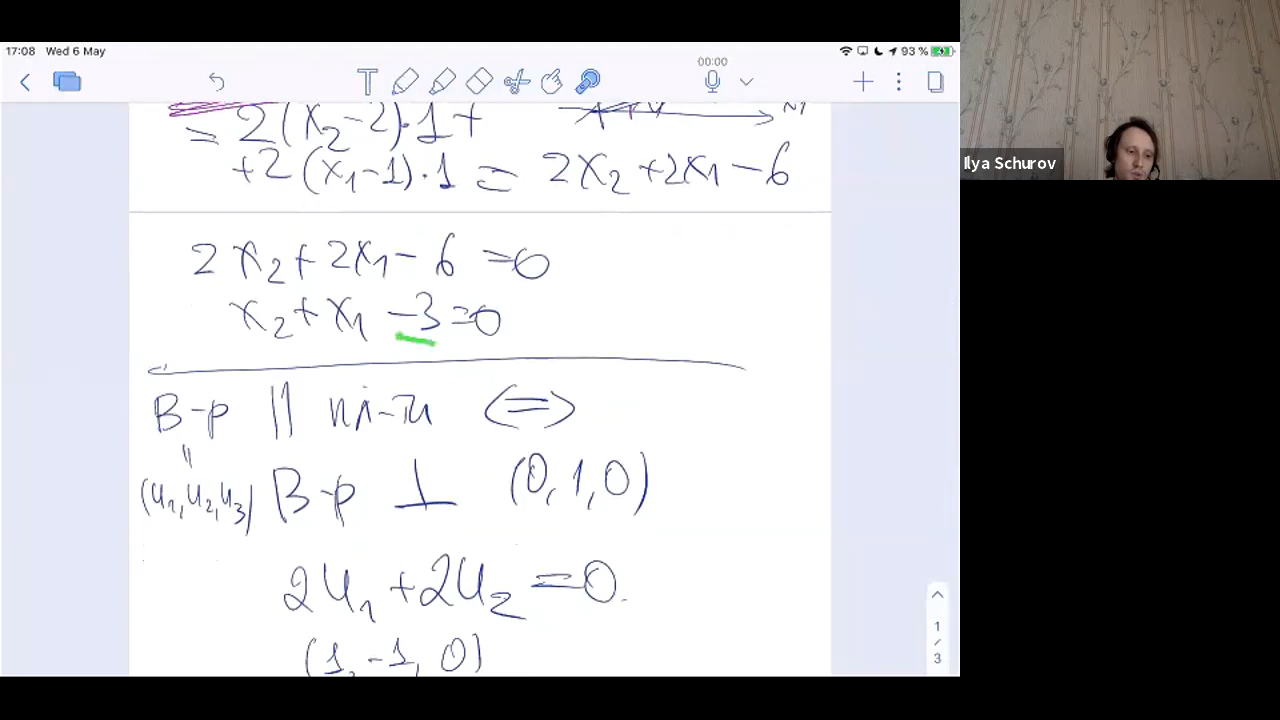 17:08 Wed 6 May
93 %
00:00
T
= 2(x₂-2)·1+
+2(x₁-1)·1 = 2x₂+2x₁-6
2x₂+2x₁-6=0
x₂+x₁-3=0
В-р || пл-ти <=>
"
(u₁,u₂,u₃) В-р ⊥ (0,1,0)
2u₁+2u₂=0.
(1,-1,0)
1
/
3
Ilya Schurov